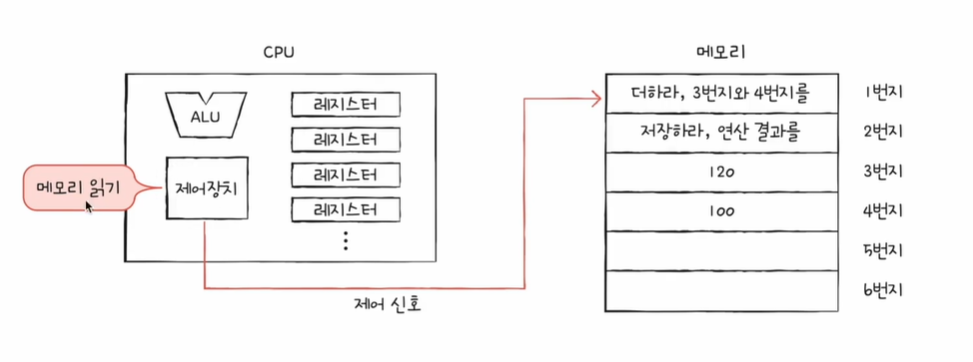 CPU
ALU
제어장치
메모리 읽기
레지스터
레지스터
레지스터
레지스터
제어 신호
메모리
더하라, 3번지와 4번지를 1번지
저장하라, 연산 결과를 2번지
120 3번지
100 4번지
5번지
6번지